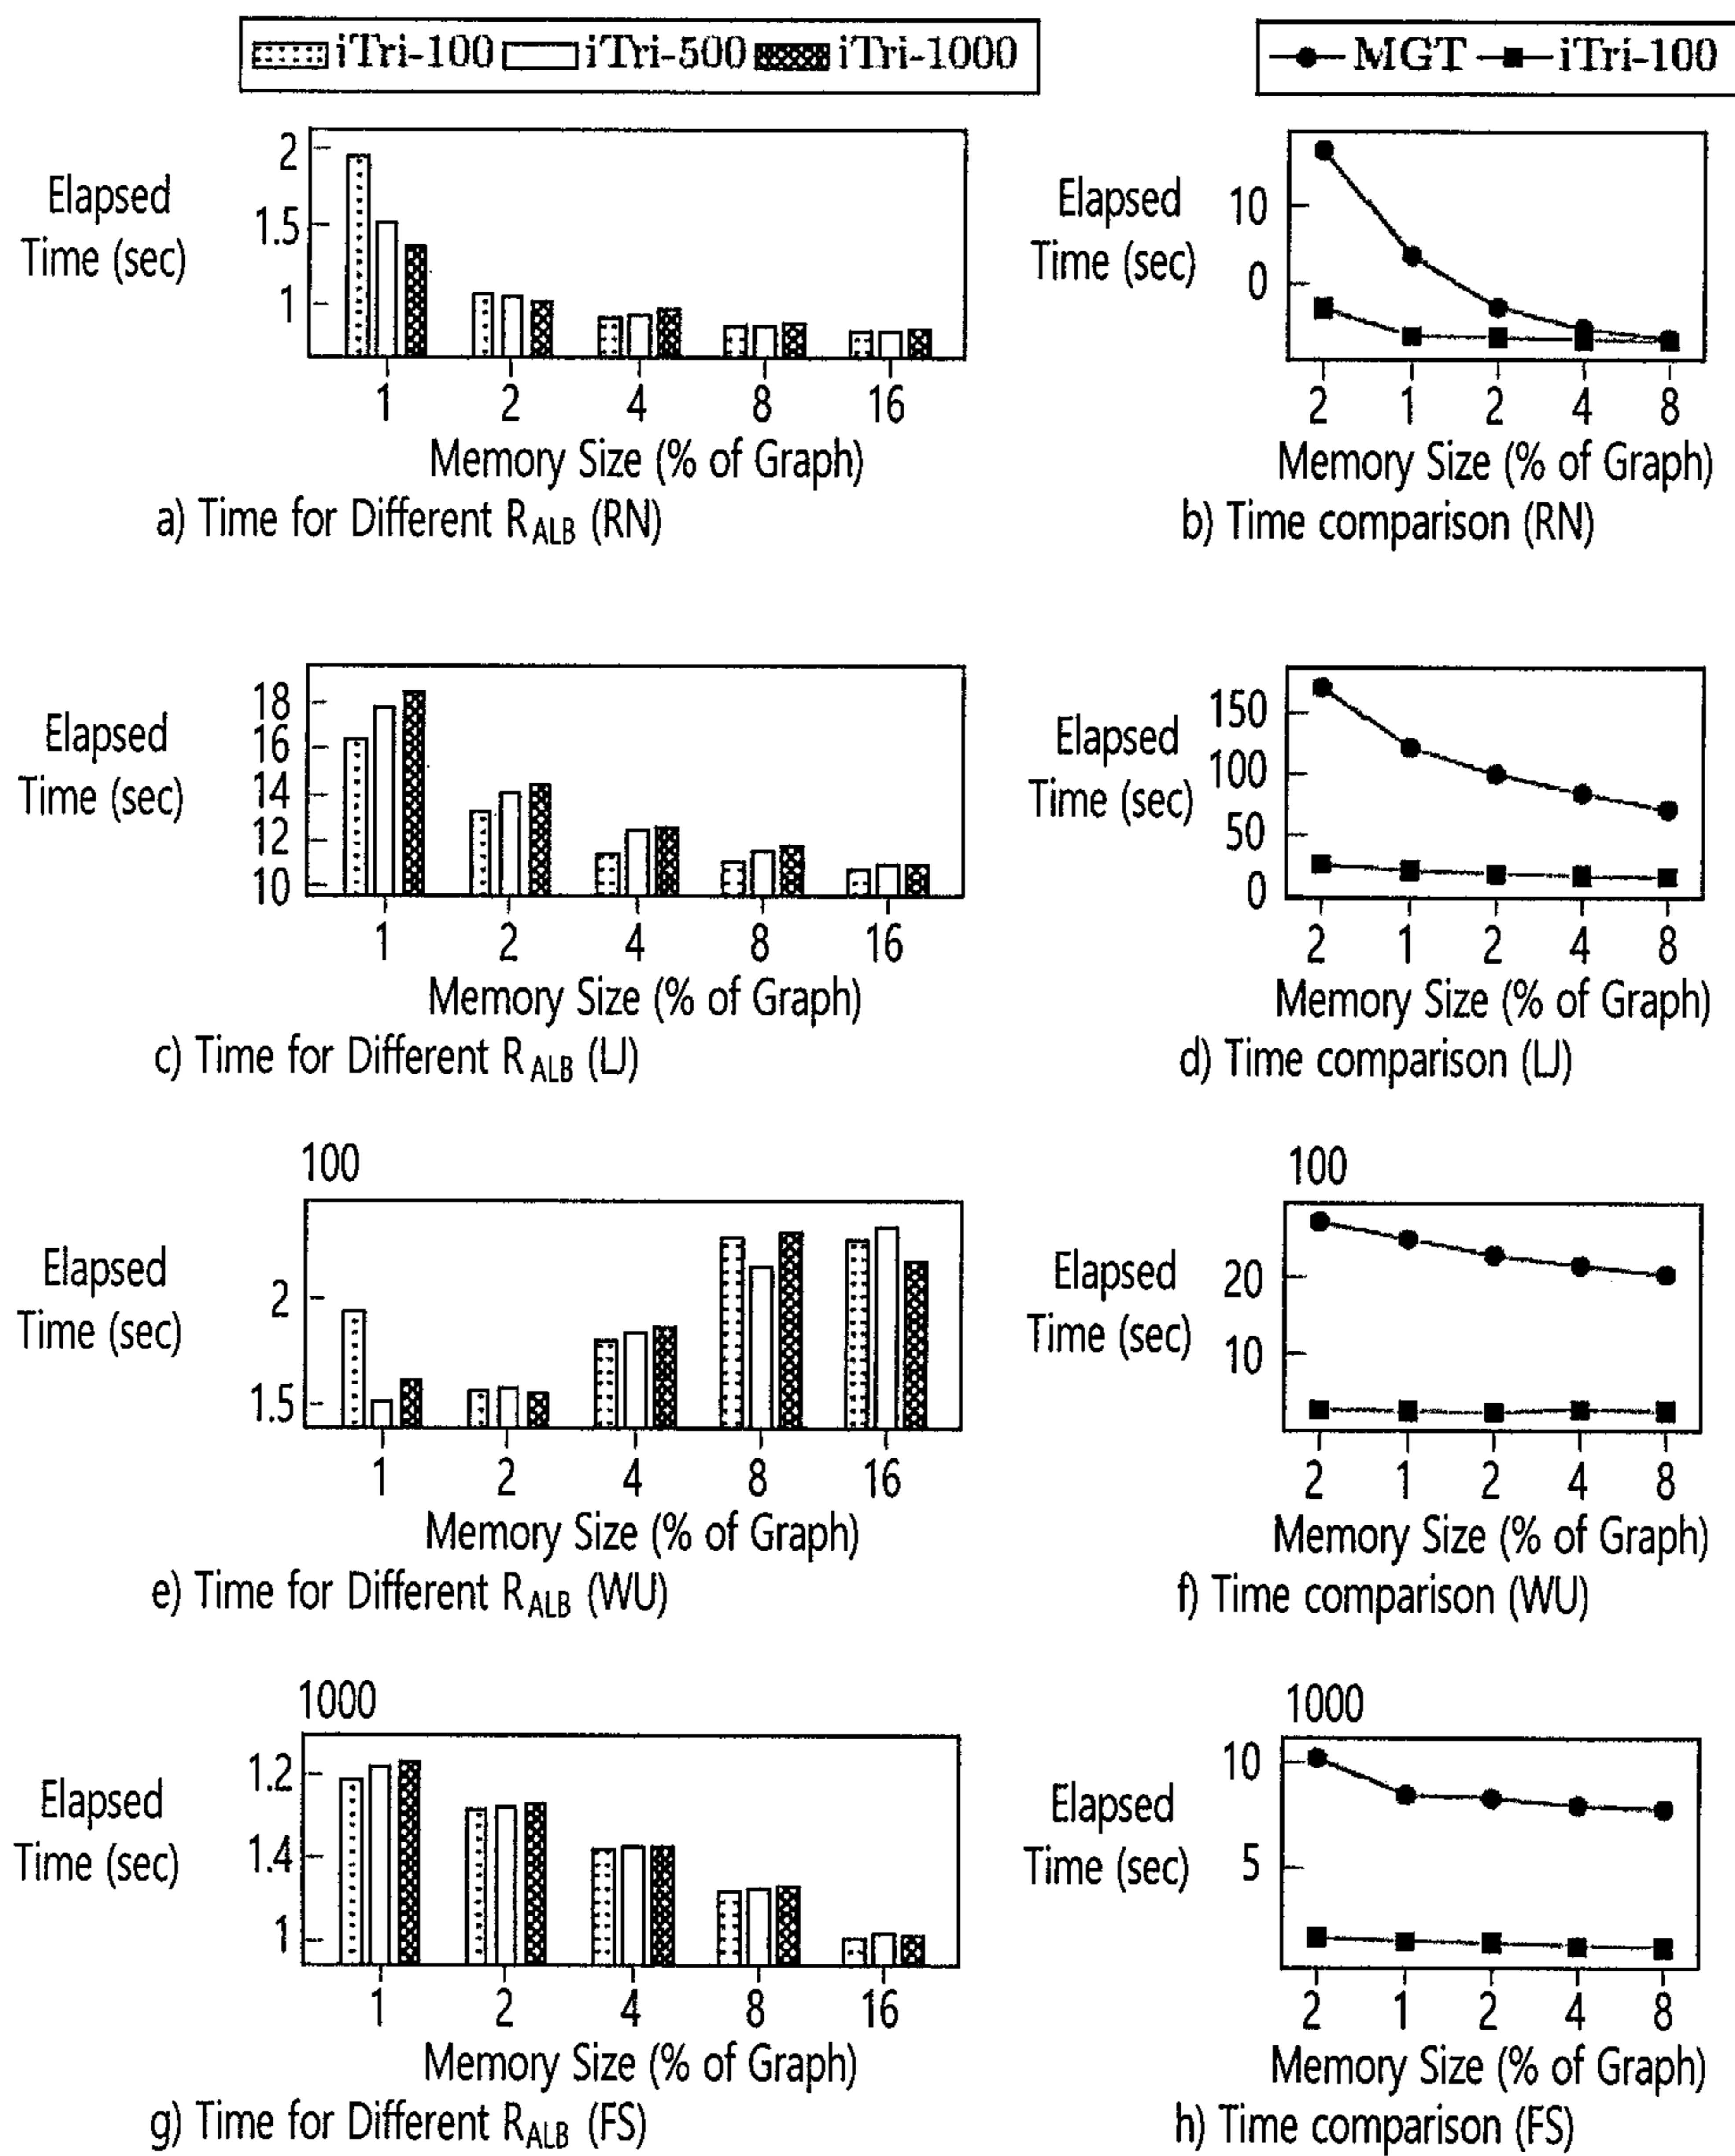 iTri-100 iTri-500 iTri-1000
MGT iTri-100
Elapsed
Time (sec)
2
1.5
1
1 2 4 8 16
Memory Size (% of Graph)
a) Time for Different RALB (RN)
Elapsed
Time (sec)
10
0
2 1 2 4 8
Memory Size (% of Graph)
b) Time comparison (RN)
Elapsed
Time (sec)
18
16
14
12
10
1 2 4 8 16
Memory Size (% of Graph)
c) Time for Different RALB (LJ)
Elapsed
Time (sec)
150
100
50
0
2 1 2 4 8
Memory Size (% of Graph)
d) Time comparison (LJ)
100
Elapsed
Time (sec)
2
1.5
1 2 4 8 16
Memory Size (% of Graph)
e) Time for Different RALB (WU)
100
Elapsed
Time (sec)
20
10
2 1 2 4 8
Memory Size (% of Graph)
f) Time comparison (WU)
1000
Elapsed
Time (sec)
1.2
1.4
1
1 2 4 8 16
Memory Size (% of Graph)
g) Time for Different RALB (FS)
1000
Elapsed
Time (sec)
10
5
2 1 2 4 8
Memory Size (% of Graph)
h) Time comparison (FS)